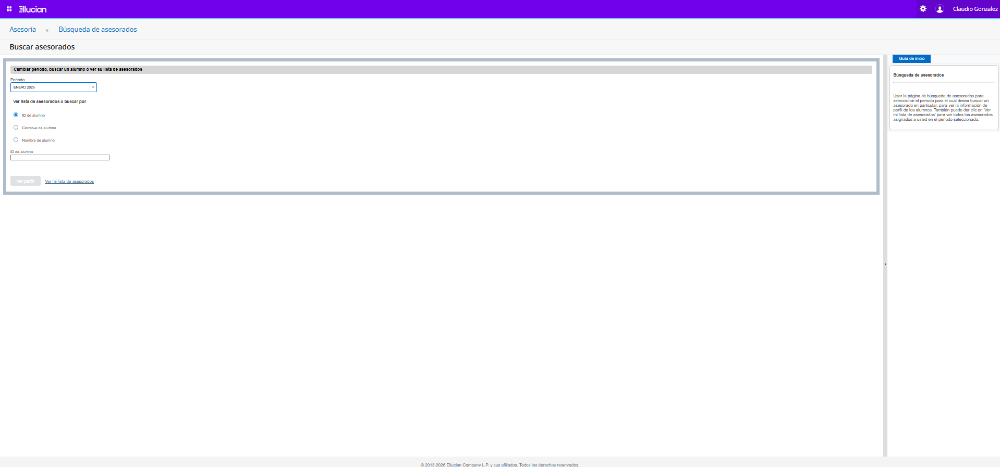 Ellucian
Claudio Gonzalez
Asesoría
Búsqueda de asesorados
Buscar asesorados
Cambiar periodo, buscar un alumno o ver su lista de asesorados
Periodo
ENERO 2026
Ver lista de asesorados o buscar por
ID de alumno
Correo-e de alumno
Nombre de alumno
ID de alumno
Ver perfil
Ver mi lista de asesorados
Guía de inicio
Búsqueda de asesorados
Usar la página de búsqueda de asesorados para
seleccionar el periodo para el cual desea buscar un
asesorado en particular, para ver la información de
perfil de los alumnos. También puede dar clic en 'Ver
mi lista de asesorados' para ver todos los asesorados
asignados a usted en el periodo seleccionado.
© 2013-2026 Ellucian Company L.P. y sus afiliados. Todos los derechos reservados.